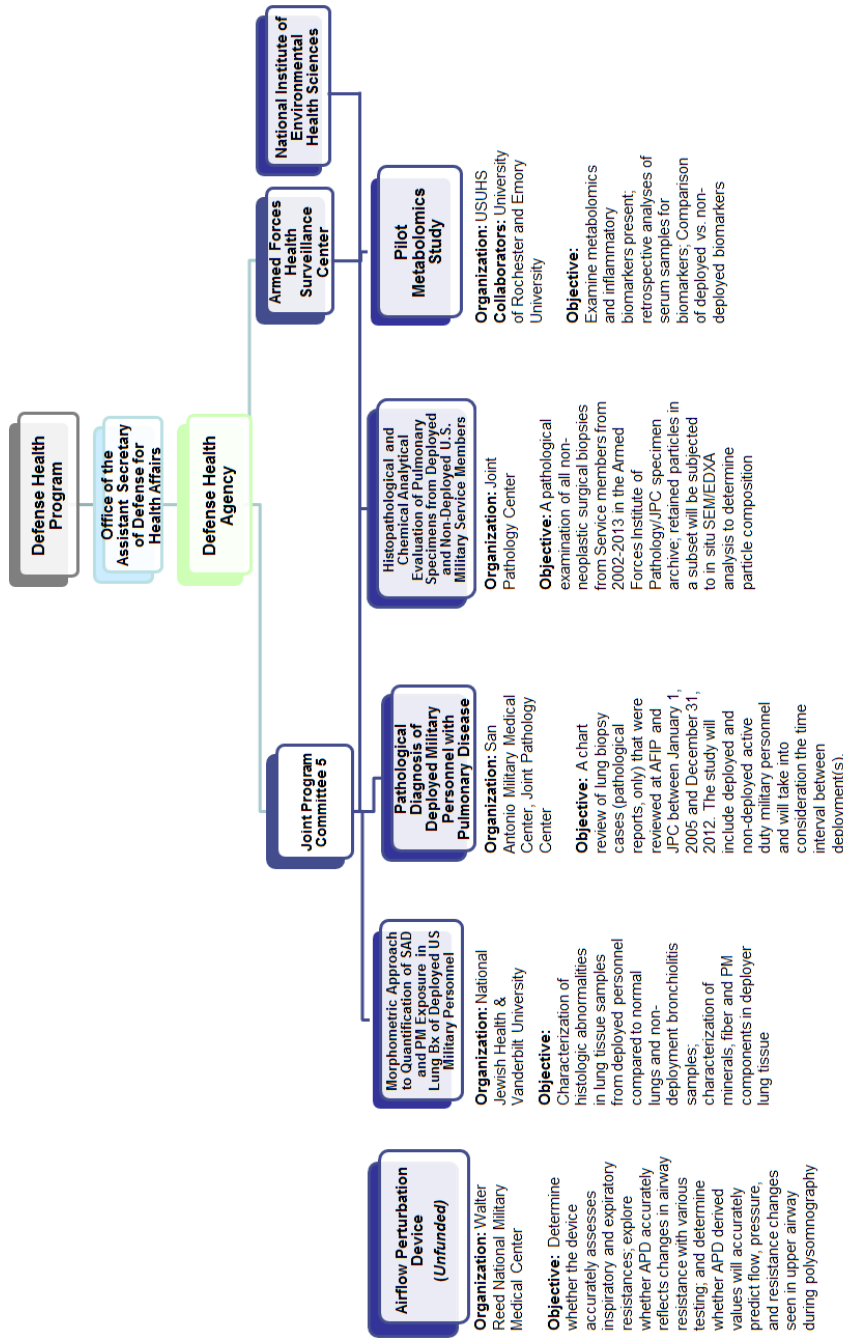 Defense Health
Program
Office of the
Assistant Secretary
of Defense for
Health Affairs
Defense Health
Agency
Joint Program
Committee 5
Armed Forces
Health
Surveillance
Center
National Institute of
Environmental
Health Sciences
Airflow Perturbation
Device
(Unfunded)
Organization: Walter
Reed National Military
Medical Center
Objective: Determine
whether the device
accurately assesses
inspiratory and expiratory
resistances; explore
whether APD accurately
reflects changes in airway
resistance with various
testing; and determine
whether APD derived
values will accurately
predict flow, pressure,
and resistance changes
seen in upper airway
during polysomnography
Morphometric Approach
to Quantification of SAD
and PM Exposure in
Lung Bx of Deployed US
Military Personnel
Organization: National
Jewish Health &
Vanderbilt University
Objective:
Characterization of
histologic abnormalities
in lung tissue samples
from deployed personnel
compared to normal
lungs and non-
deployment bronchiolitis
samples;
characterization of
minerals, fiber and PM
components in deployer
lung tissue
Pathological
Diagnosis of
Deployed Military
Personnel with
Pulmonary Disease
Organization: San
Antonio Military Medical
Center, Joint Pathology
Center
Objective: A chart
review of lung biopsy
cases (pathological
reports, only) that were
reviewed at AFIP and
JPC between January 1,
2005 and December 31,
2012. The study will
include deployed and
non-deployed active
duty military personnel
and will take into
consideration the time
interval between
deployment(s).
Histopathological and
Chemical Analytical
Evaluation of Pulmonary
Specimens from Deployed
and Non-Deployed U.S.
Military Service Members
Organization: Joint
Pathology Center
Objective: A pathological
examination of all non-
neoplastic surgical biopsies
from Service members from
2002-2013 in the Armed
Forces Institute of
Pathology/JPC specimen
archive; retained particles in
a subset will be subjected
to in situ SEM/EDXA
analysis to determine
particle composition
Pilot
Metabolomics
Study
Organization: USUHS
Collaborators: University
of Rochester and Emory
University
Objective:
Examine metabolomics
and inflammatory
biomarkers present;
retrospective analyses of
serum samples for
biomarkers; Comparison
of deployed vs. non-
deployed biomarkers